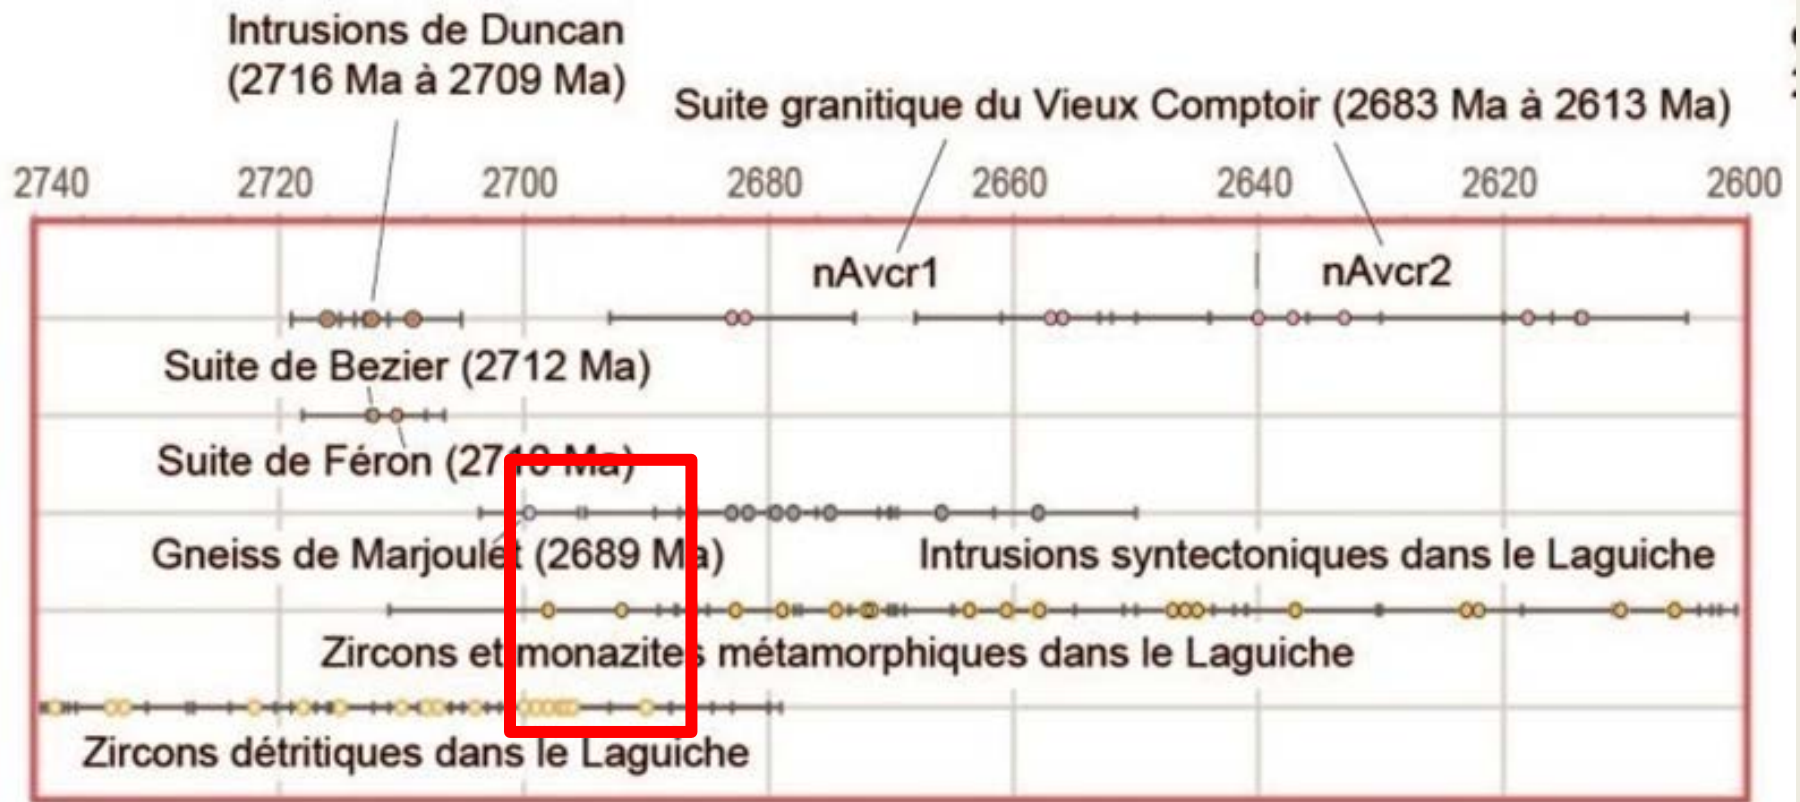 Intrusions de Duncan
(2716 Ma à 2709 Ma)
Suite granitique du Vieux Comptoir (2683 Ma à 2613 Ma)
2740 2720 2700 2680 2660 2640 2620 2600
nAvcr1 nAvcr2
Suite de Bezier (2712 Ma)
Suite de Féron (2710 Ma)
Gneiss de Marjoulet (2689 Ma) Intrusions syntectoniques dans le Laguiche
Zircons et monazites métamorphiques dans le Laguiche
Zircons détritiques dans le Laguiche